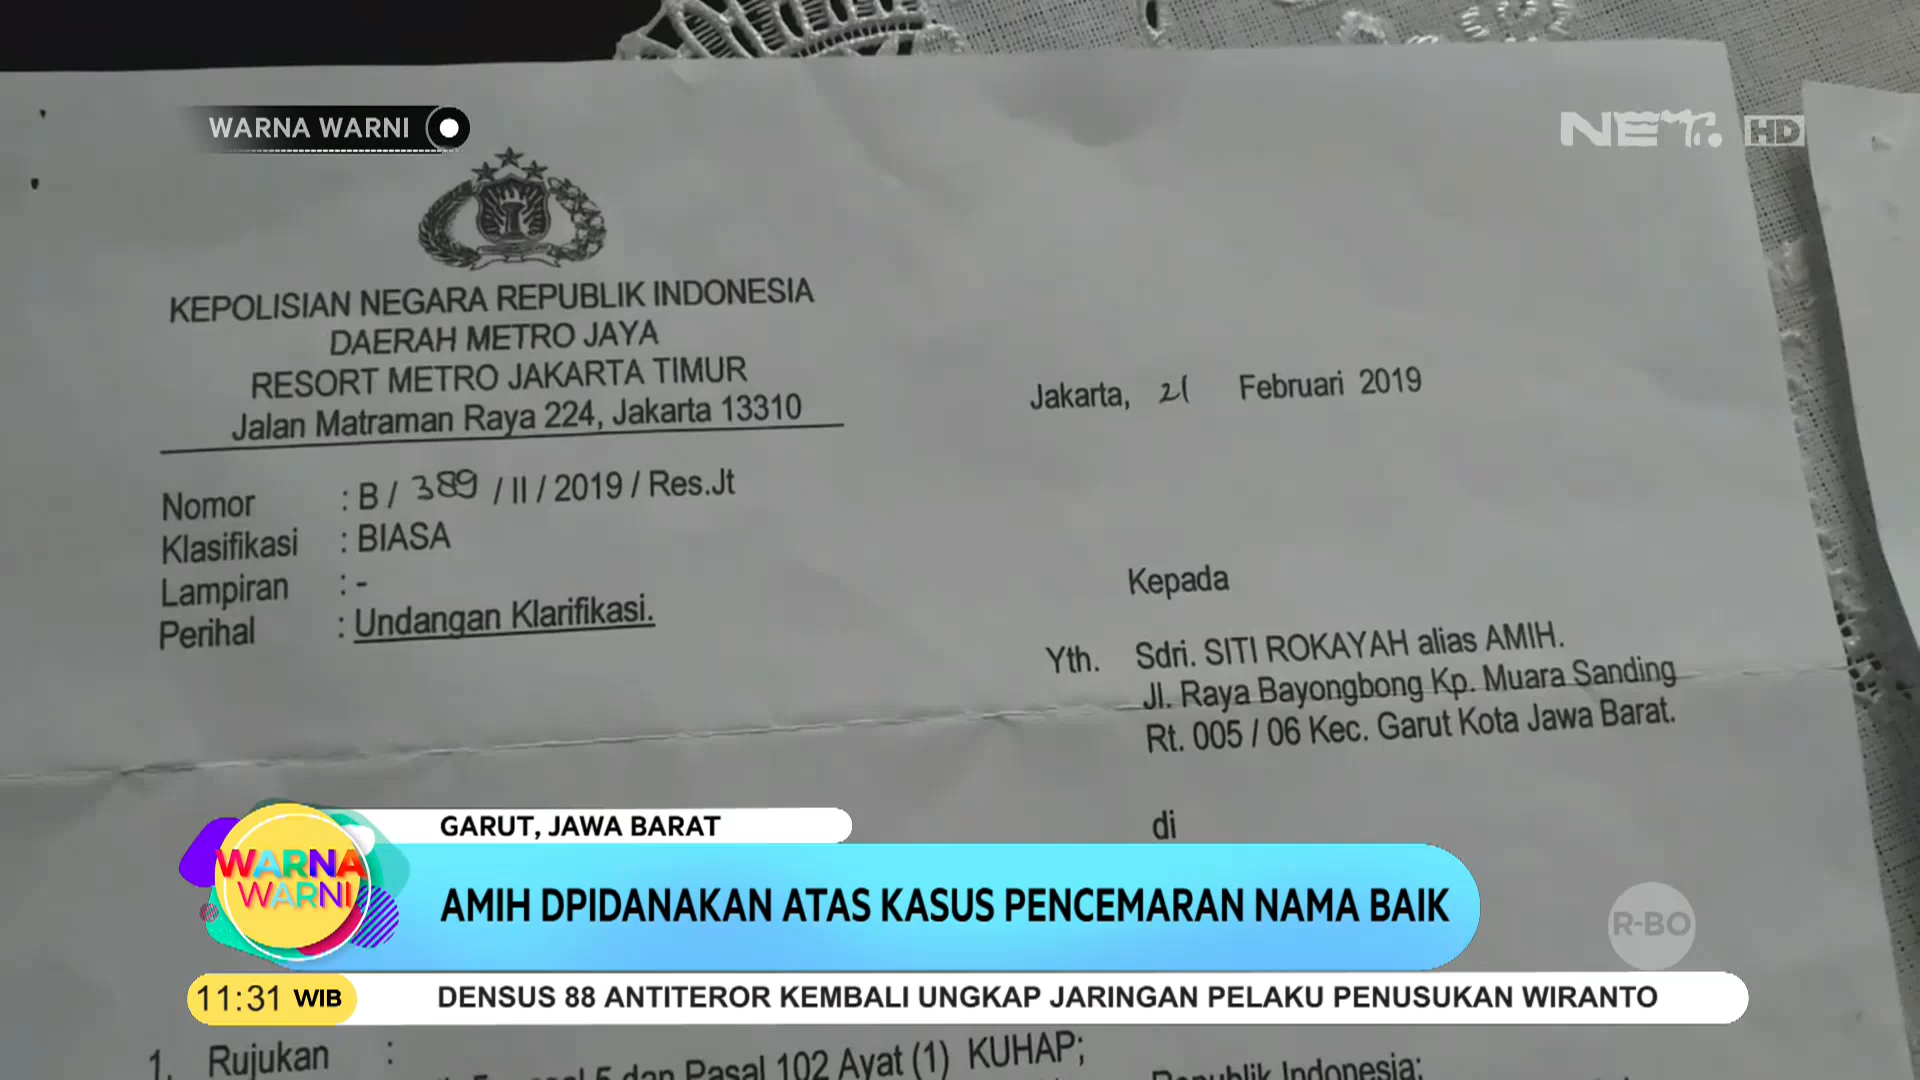 WARNA WARNI
NET. HD
KEPOLISIAN NEGARA REPUBLIK INDONESIA
DAERAH METRO JAYA
RESORT METRO JAKARTA TIMUR
Jalan Matraman Raya 224, Jakarta 13310
Jakarta, 21 Februari 2019
Nomor : B / 389 / II / 2019 / Res.Jt
Klasifikasi : BIASA
Lampiran : -
Perihal : Undangan Klarifikasi.
Kepada
Yth. Sdri. SITI ROKAYAH alias AMIH.
Jl. Raya Bayongbong Kp. Muara Sanding
Rt. 005 / 06 Kec. Garut Kota Jawa Barat.
di
GARUT, JAWA BARAT
WARNA
WARNI
AMIH DPIDANAKAN ATAS KASUS PENCEMARAN NAMA BAIK
R-BO
11:31 WIB
DENSUS 88 ANTITEROR KEMBALI UNGKAP JARINGAN PELAKU PENUSUKAN WIRANTO
1. Rujukan :
5 dan Pasal 102 Ayat (1) KUHAP;
Republik Indonesia;